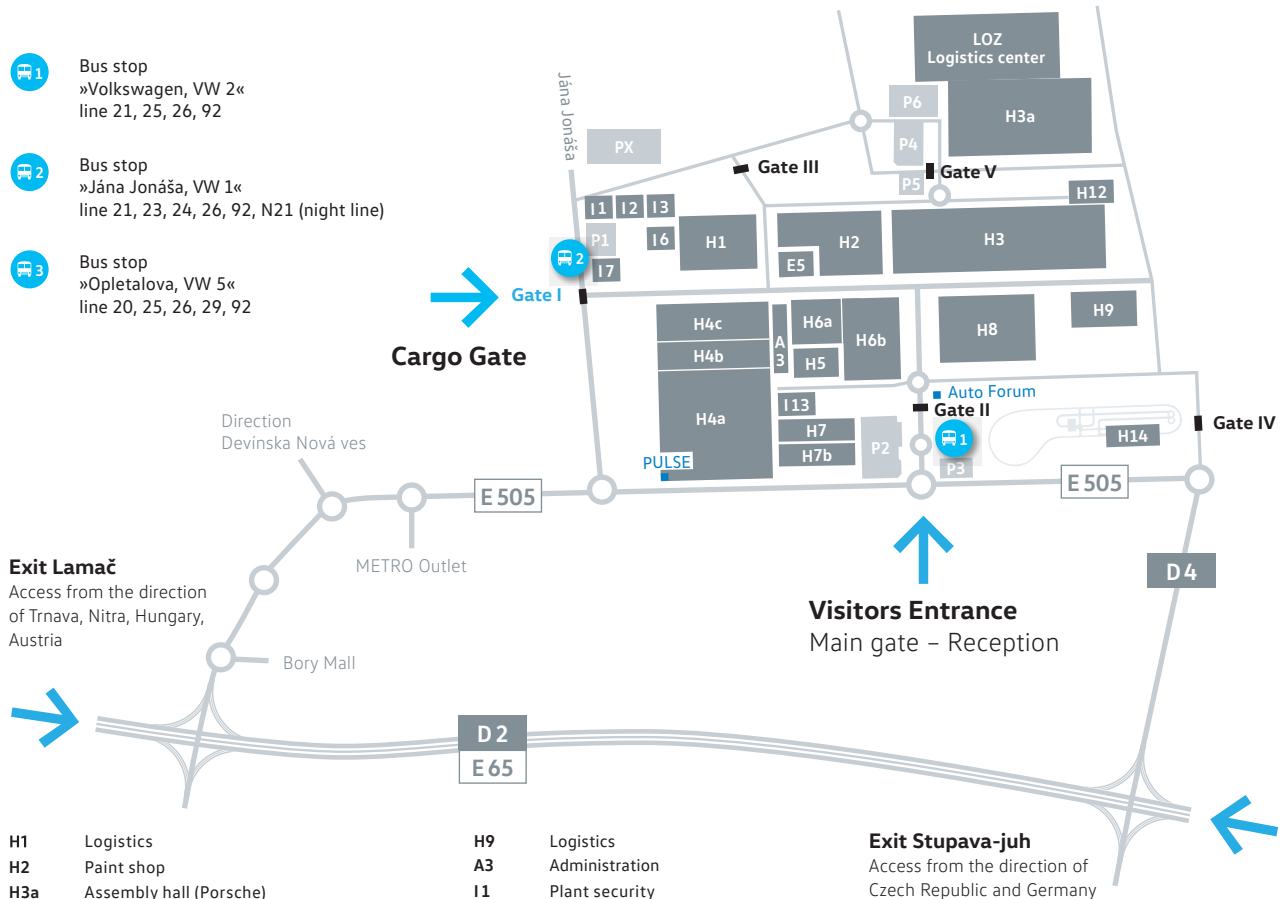 1
Bus stop
»Volkswagen, VW 2«
line 21, 25, 26, 92
2
Bus stop
»Jána Jonáša, VW 1«
line 21, 23, 24, 26, 92, N21 (night line)
3
Bus stop
»Opletalova, VW 5«
line 20, 25, 26, 29, 92
LOZ
Logistics center
H3a
P6
P4
P5
Jána Jonáša
PX
Gate III
Gate V
H12
I1
I2
I3
P1
I6
I7
H1
H2
E5
H3
2
Gate I
Cargo Gate
H4c
H4b
H4a
A
3
H6a
H5
H6b
H8
H9
Auto Forum
Gate II
I13
H7
H7b
P2
1
P3
H14
Gate IV
PULSE
Direction
Devínska Nová ves
E 505
E 505
METRO Outlet
D 4
Exit Lamač
Access from the direction
of Trnava, Nitra, Hungary,
Austria
Bory Mall
Visitors Entrance
Main gate – Reception
D 2
E 65
H1 Logistics
H2 Paint shop
H3a Assembly hall (Porsche)
H9 Logistics
A3 Administration
I1 Plant security
Exit Stupava-juh
Access from the direction of
Czech Republic and Germany